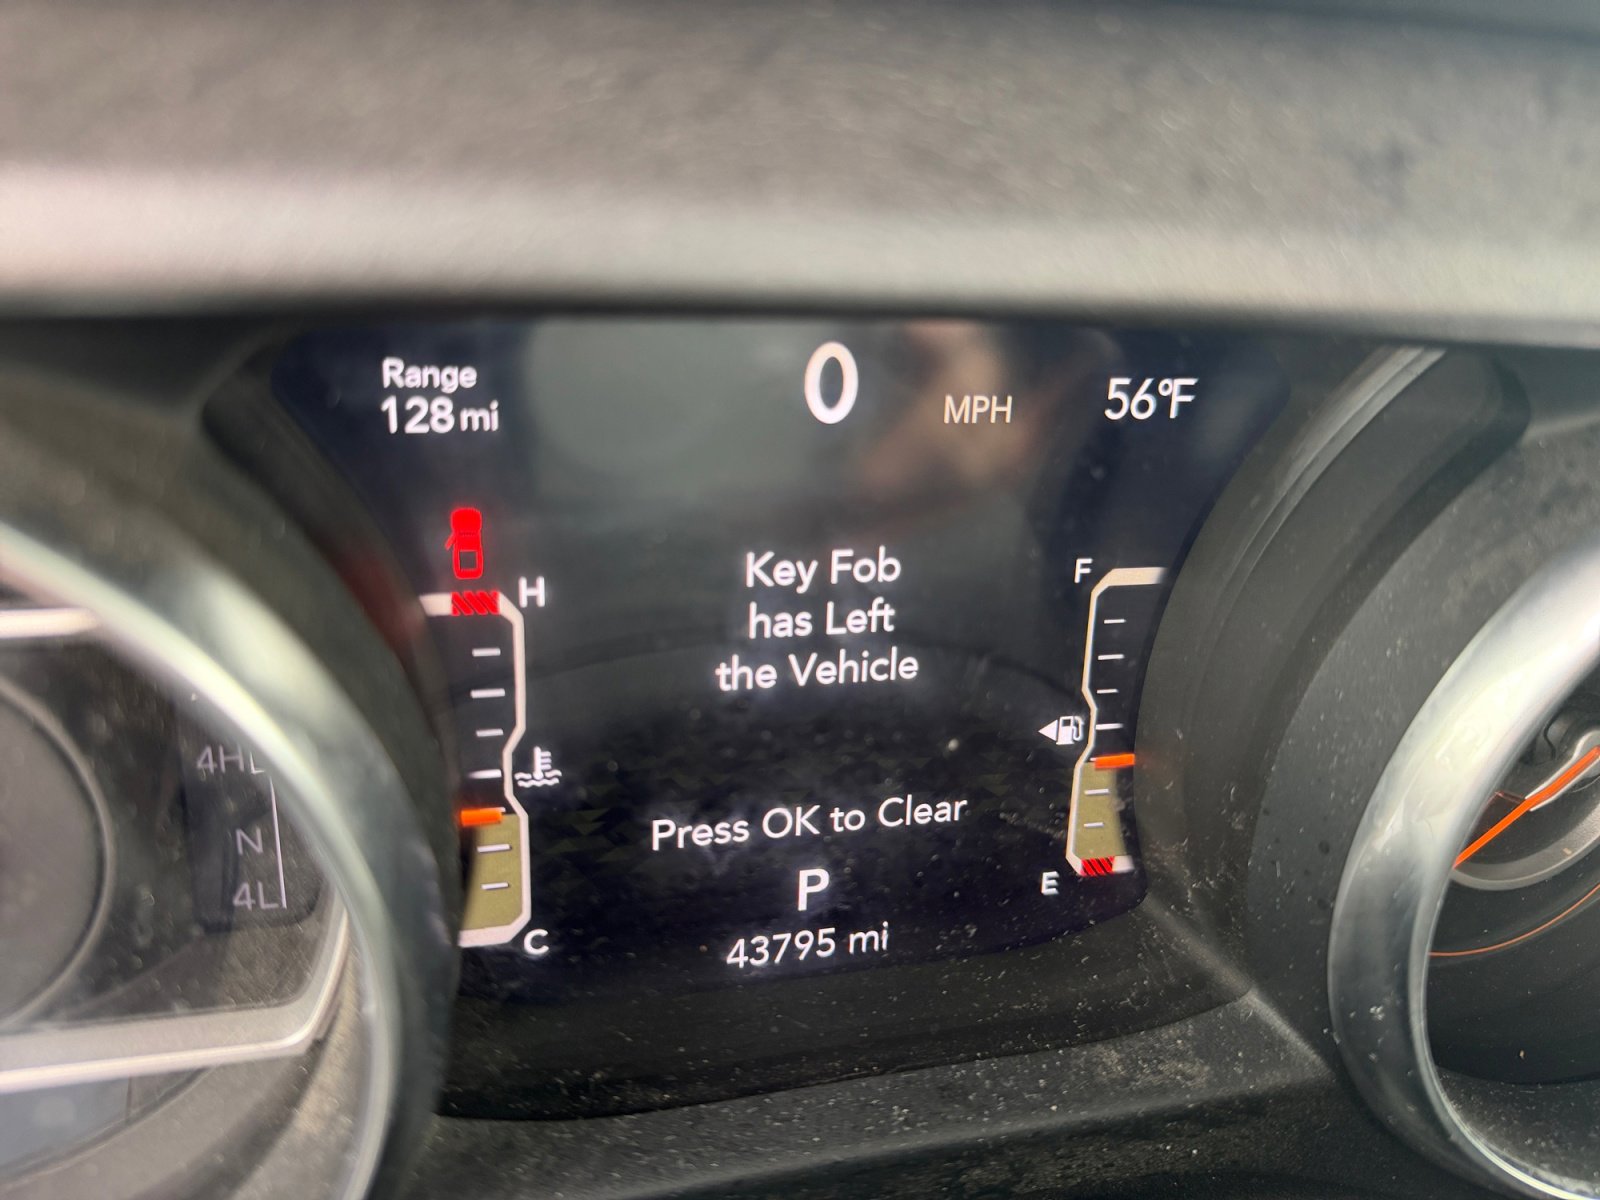 Range
128 mi
0 MPH
56°F
H
F
Key Fob
has Left
the Vehicle
4HL
N
4L
Press OK to Clear
P
E
C
43795 mi